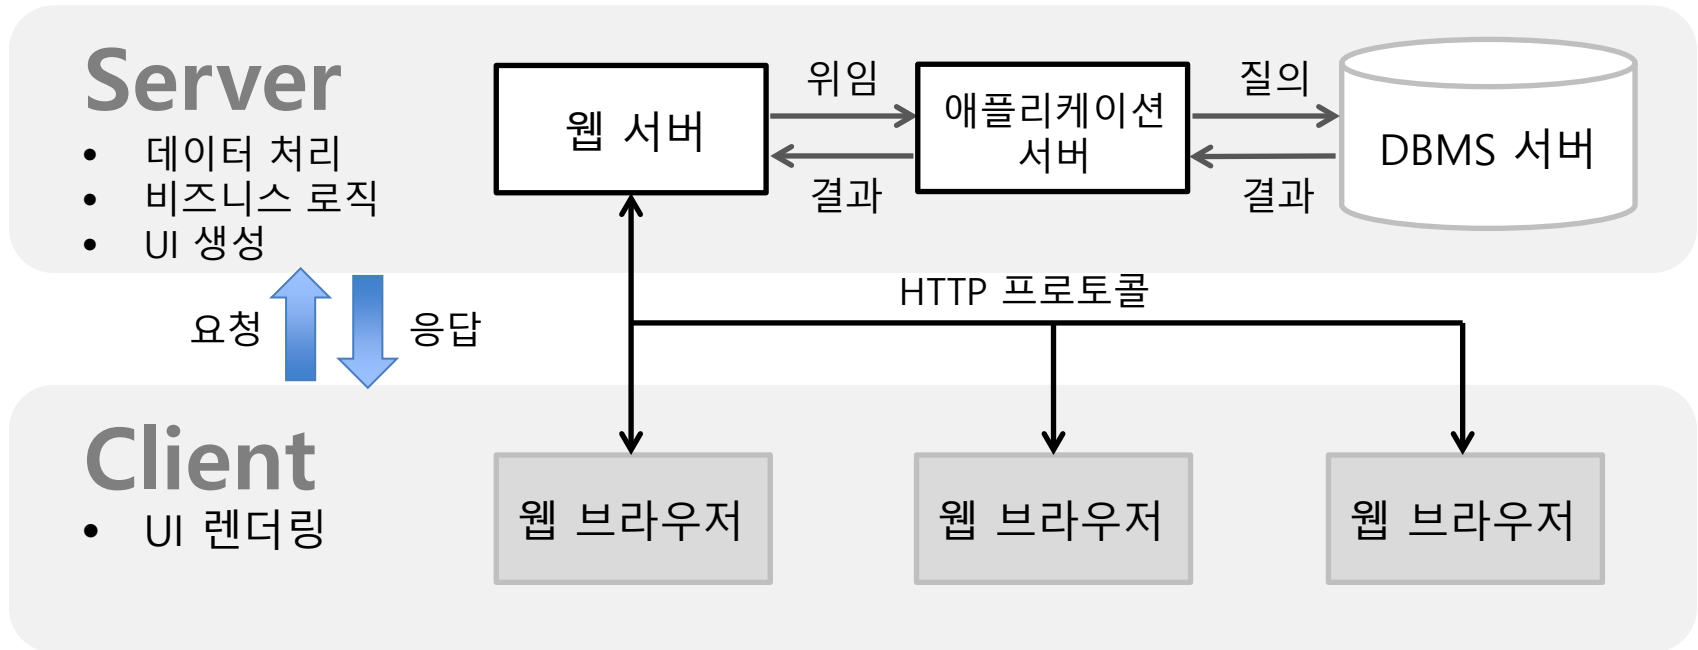 Server
• 데이터 처리
• 비즈니스 로직
• UI 생성
웹 서버
위임
결과
애플리케이션
서버
질의
결과
DBMS 서버
요청
응답
HTTP 프로토콜
Client
• UI 렌더링
웹 브라우저
웹 브라우저
웹 브라우저